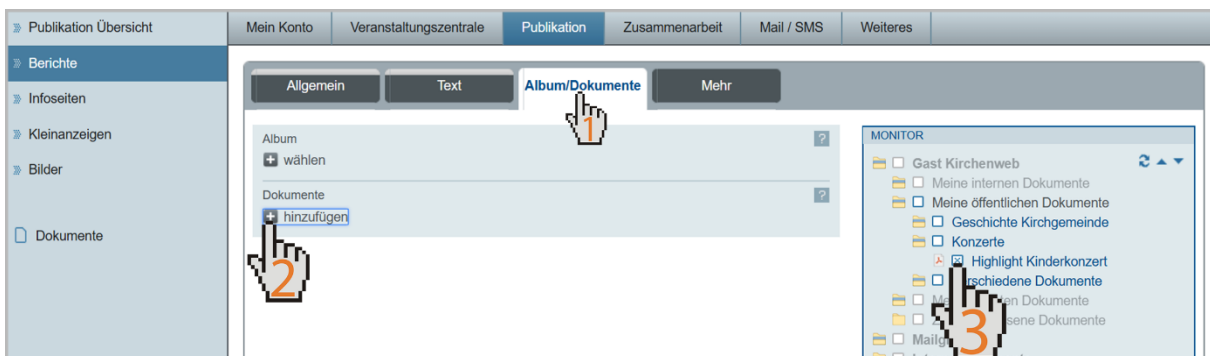 Publikation Übersicht
Berichte
Infoseiten
Kleinanzeigen
Bilder
Dokumente
Mein Konto Veranstaltungszentrale Publikation Zusammenarbeit Mail / SMS Weiteres
Allgemein Text Album/Dokumente Mehr
1
Album ?
wählen
Dokumente ?
hinzufügen
2
MONITOR
Gast Kirchenweb
Meine internen Dokumente
Meine öffentlichen Dokumente
Geschichte Kirchgemeinde
Konzerte
Highlight Kinderkonzert
Dokumente
Dokumente
Dokumente
3